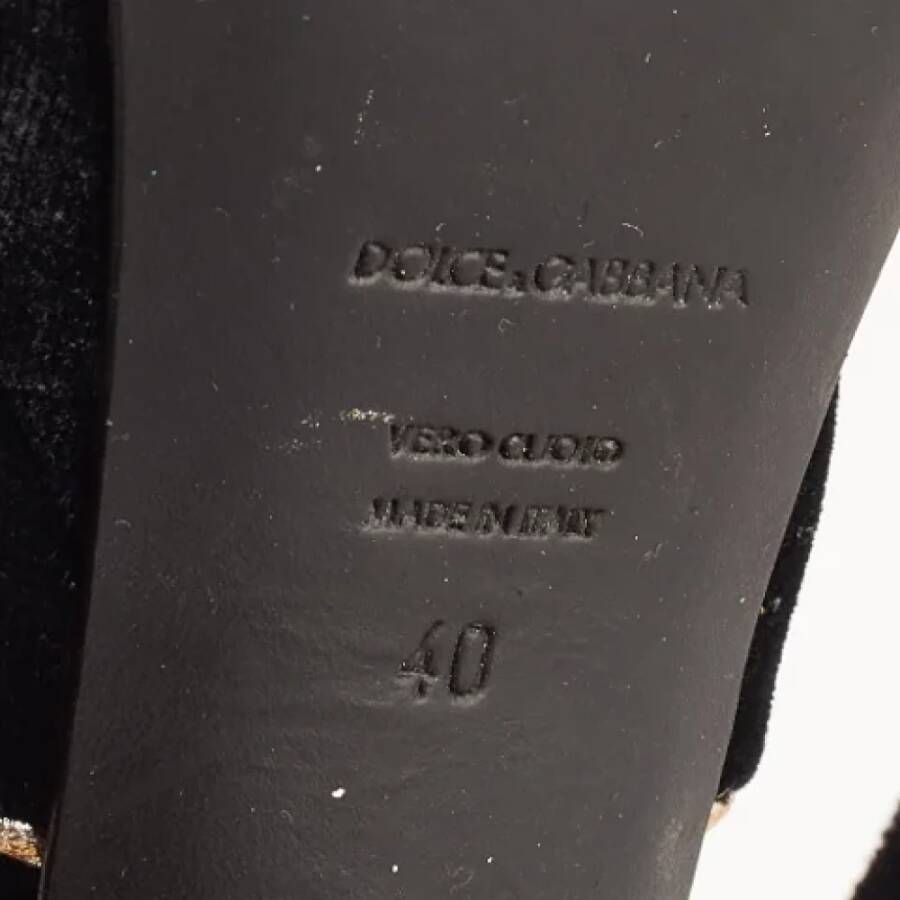 DOLCE & GABBANA
VERO CUOIO
MADE IN ITALY
40